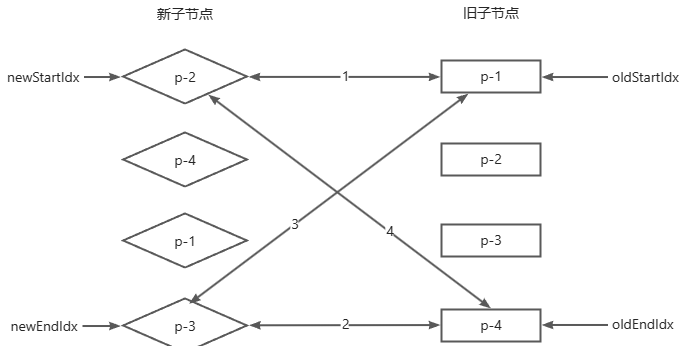 新子节点 旧子节点
newStartIdx p-2 1 p-1 oldStartIdx
p-4 p-2
3 4
p-1 p-3
newEndIdx p-3 2 p-4 oldEndIdx